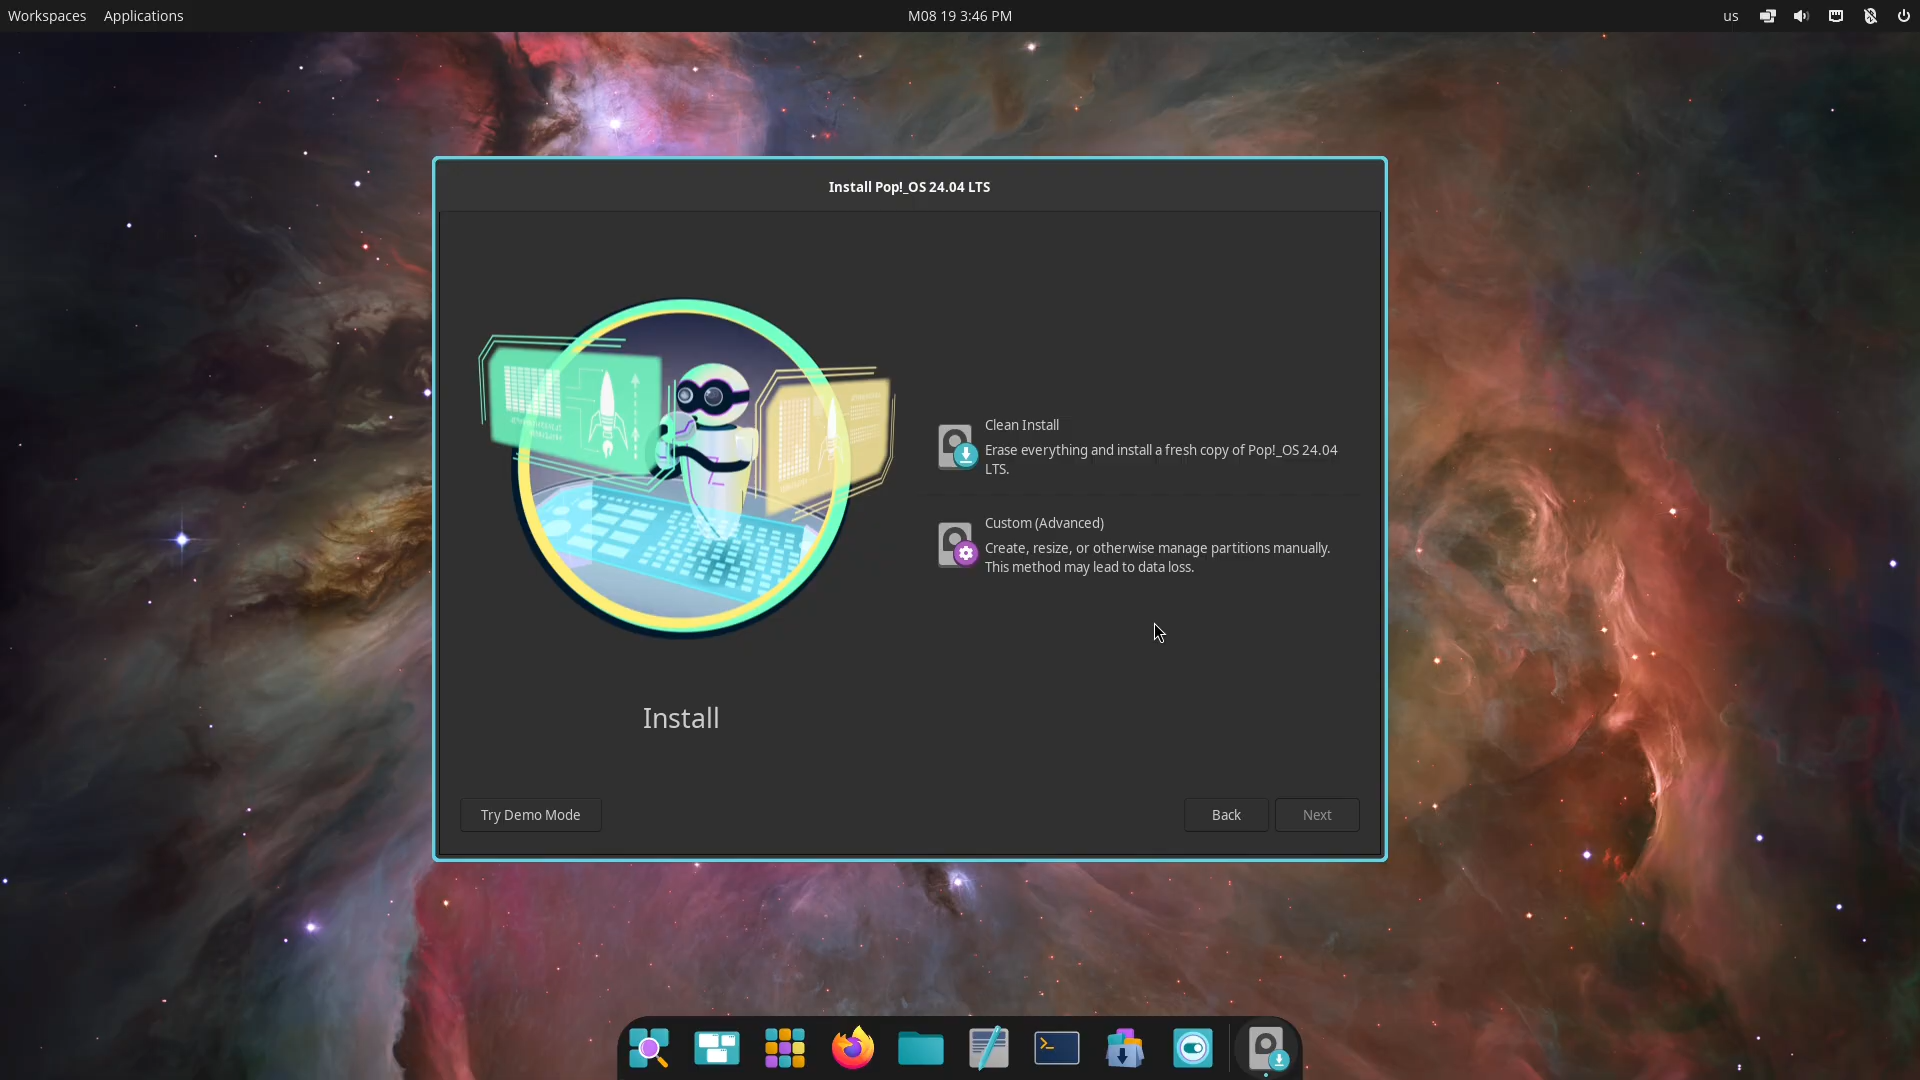 Workspaces
Applications
M08 19 3:46 PM
us
Install Pop!_OS 24.04 LTS
Clean Install
Erase everything and install a fresh copy of Pop!_OS 24.04
LTS.
Custom (Advanced)
Create, resize, or otherwise manage partitions manually.
This method may lead to data loss.
Install
Try Demo Mode
Back
Next